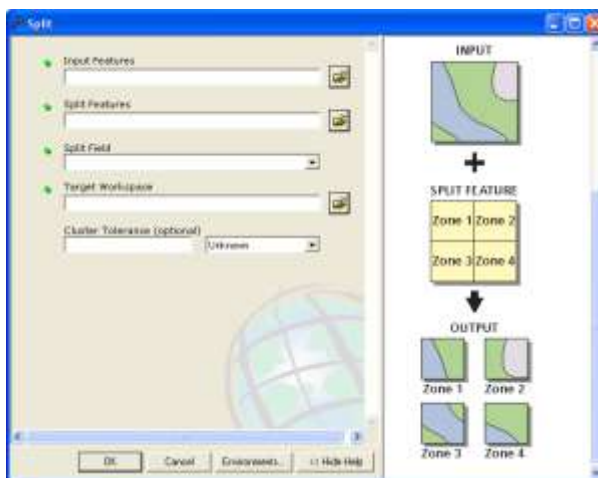 Split
Input Features
Split Features
Split Field
Target Workspace
Cluster Tolerance (optional)
Unknown
OK
Cancel
Environments...
<< Hide Help
INPUT
SPLIT FEATURE
Zone 1 Zone 2
Zone 3 Zone 4
OUTPUT
Zone 1 Zone 2
Zone 3 Zone 4